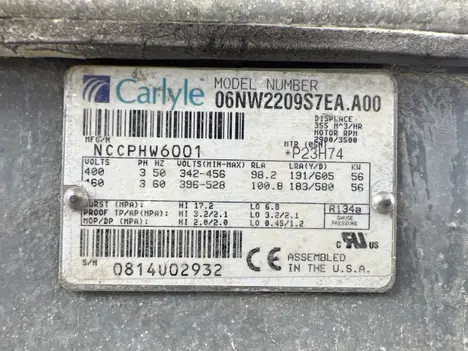 Carlyle
MODEL NUMBER
06NW2209S7EA.A00
DISPLACE
355 M^3/HR
MOTOR RPM
2900/3500
MFG/N
NCCPHW6001
MTR (OSN)
*P23H74
VOLTS PH HZ VOLTS(MIN-MAX) RLA LRA(Y/D) KW
400 3 50 342-456 98.2 191/605 56
460 3 60 396-528 100.8 183/580 56
BURST (MPA): HI 17.2 LO 6.8
PROOF TP/AP(MPA): HI 3.2/2.1 LO 3.2/2.1
MOP/DP (MPA): HI 2.8/2.0 LO 0.45/1.2
R134a
GAUGE
PRESSURE
S/N
0814U02932
CE
ASSEMBLED
IN THE U.S.A.
c RU US